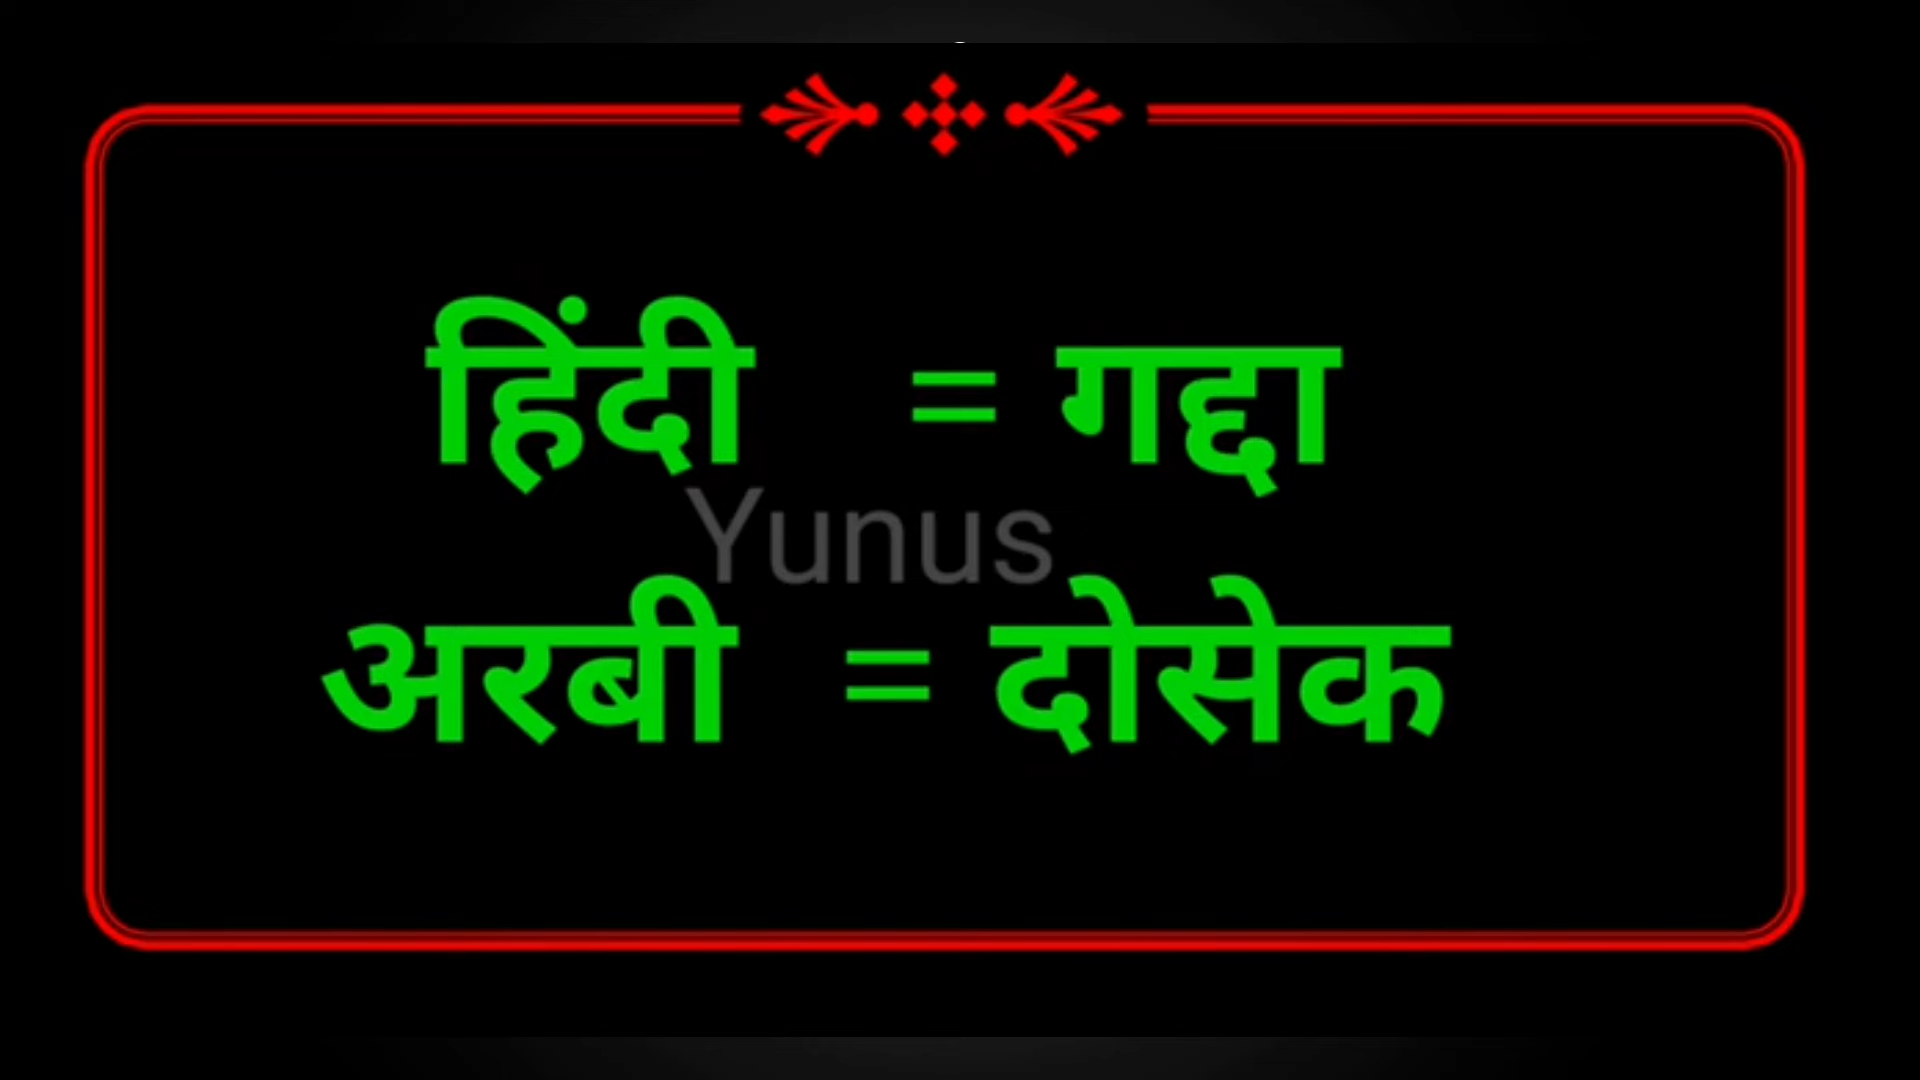 हिंदी = गद्दा
Yunus
अरबी = दोसेक